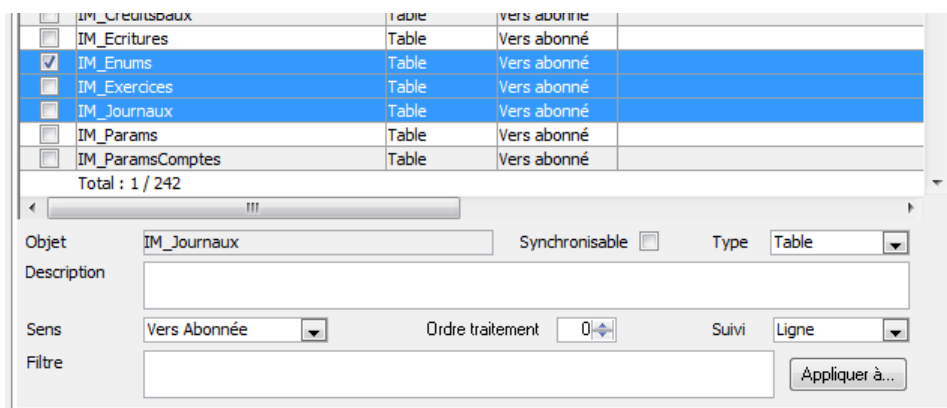 IM_CreditsBaux Table Vers abonné
IM_Ecritures Table Vers abonné
IM_Enums Table Vers abonné
IM_Exercices Table Vers abonné
IM_Journaux Table Vers abonné
IM_Params Table Vers abonné
IM_ParamsComptes Table Vers abonné
Total : 1 / 242
Objet IM_Journaux Synchronisable Type Table
Description
Sens Vers Abonnée Ordre traitement 0 Suivi Ligne
Filtre
Appliquer à...